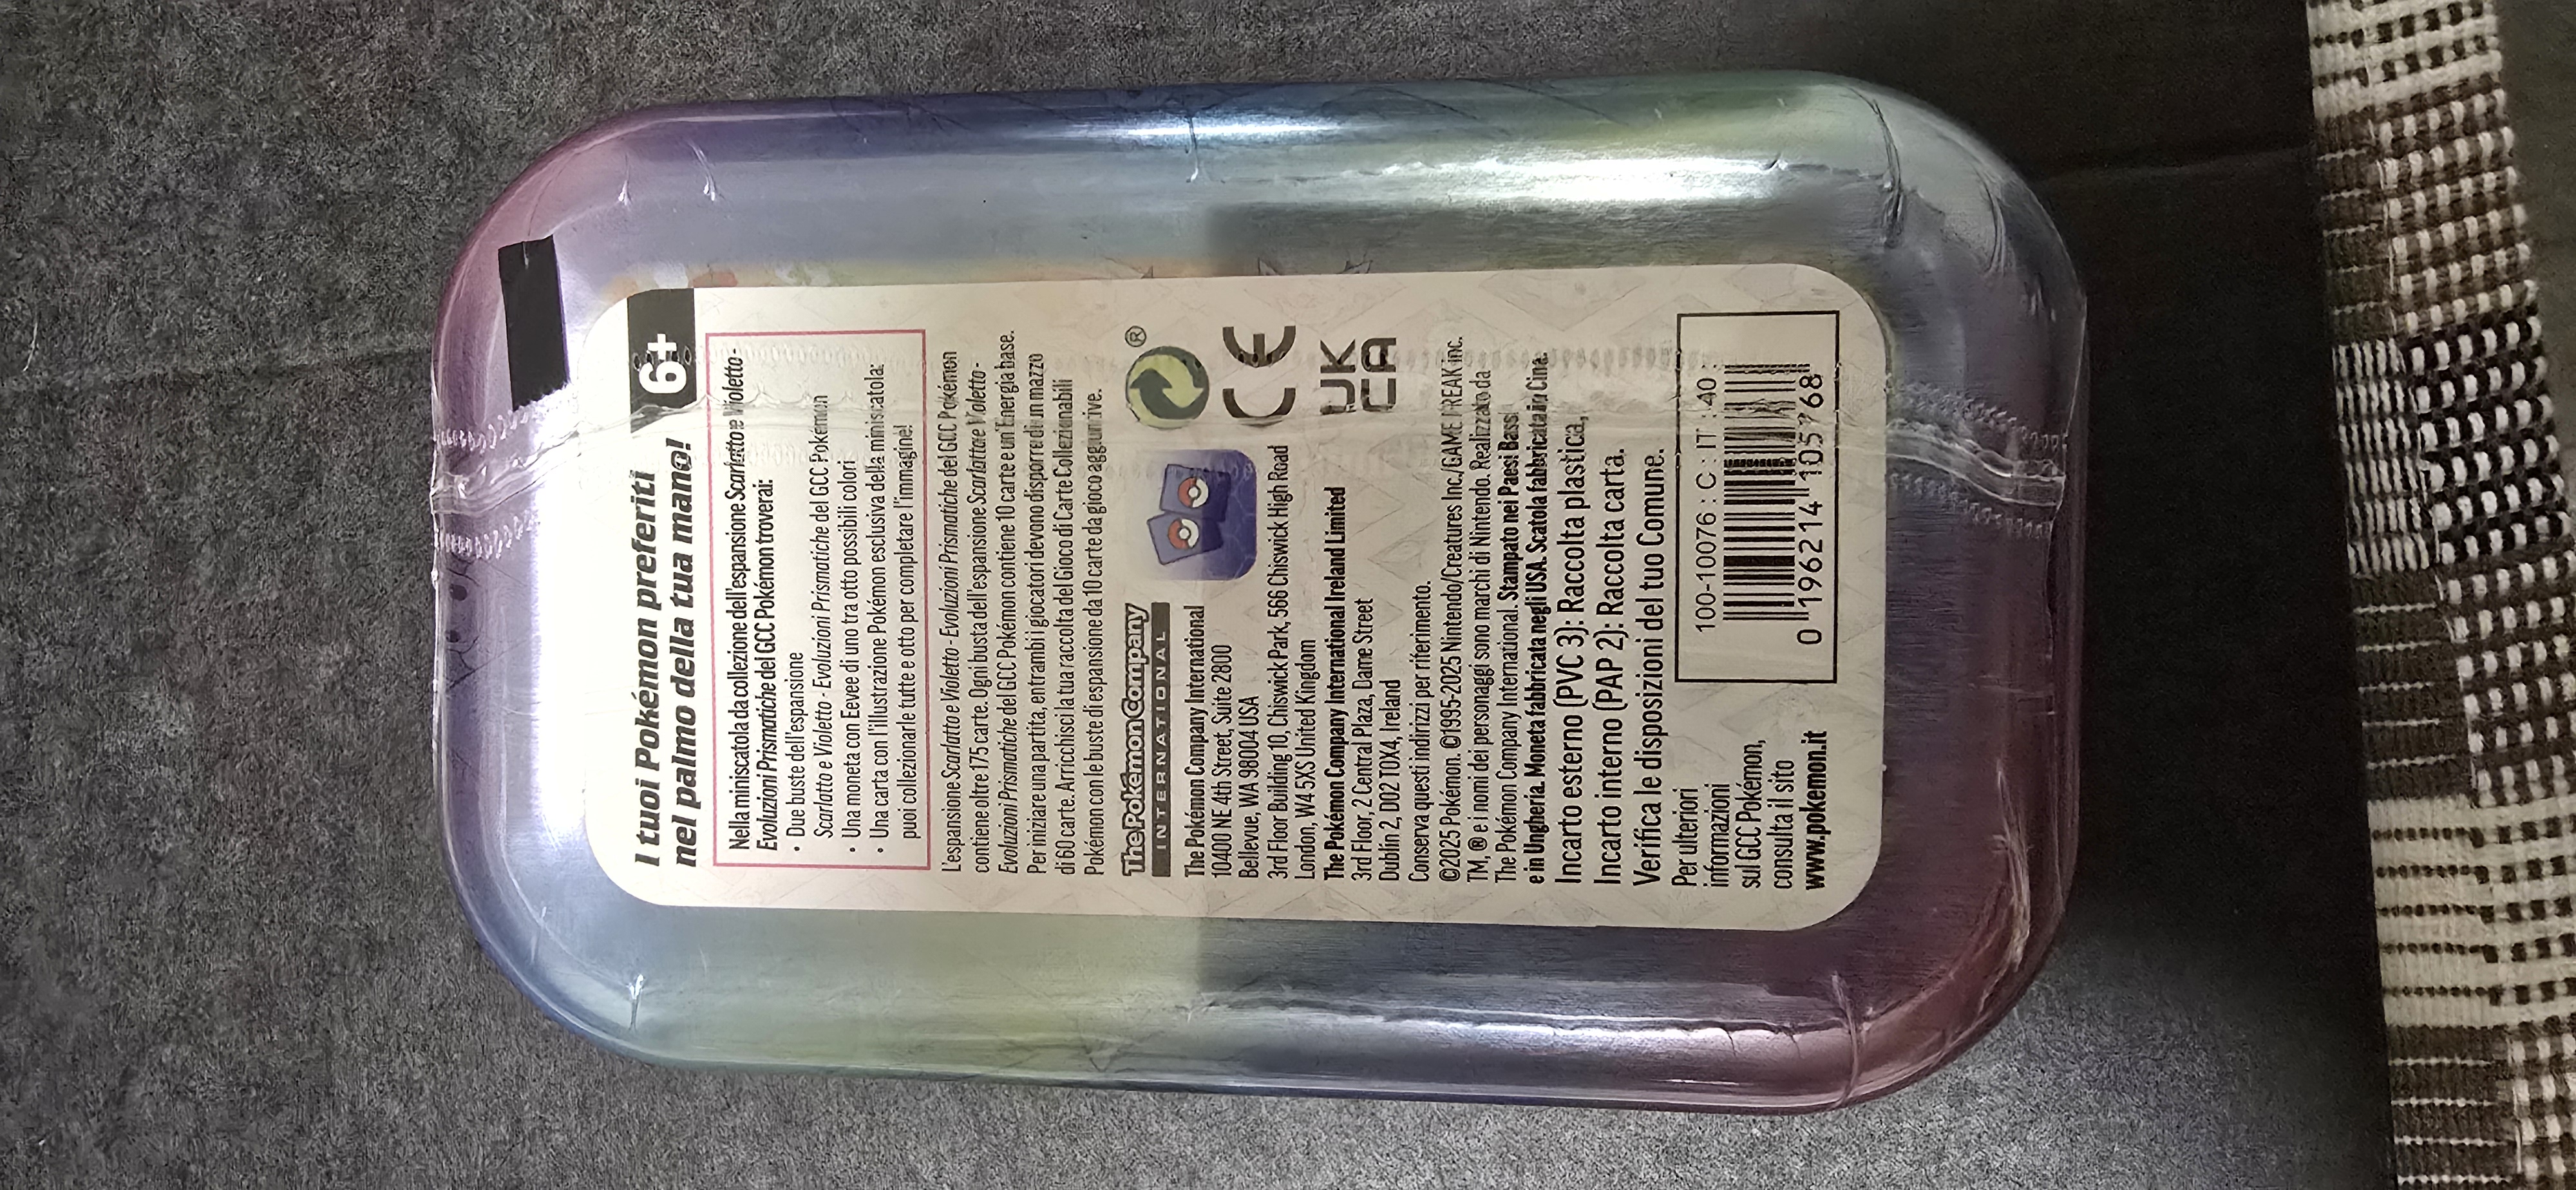 I tuoi Pokémon preferiti
nel palmo della tua mano!
6+
Nella miniscatola da collezione dell'espansione Scarlatto e Violetto -
Evoluzioni Prismatiche del GCC Pokémon troverai:
• Due buste dell'espansione
Scarlatto e Violetto - Evoluzioni Prismatiche del GCC Pokémon
• Una moneta con Eevee di uno tra otto possibili colori
• Una carta con l'illustrazione Pokémon esclusiva della miniscatola:
puoi collezionarle tutte e otto per completare l'immagine!
L'espansione Scarlatto e Violetto - Evoluzioni Prismatiche del GCC Pokémon
contiene oltre 175 carte. Ogni busta dell'espansione Scarlatto e Violetto -
Evoluzioni Prismatiche del GCC Pokémon contiene 10 carte e un'Energia base.
Per iniziare una partita, entrambi i giocatori devono disporre di un mazzo
di 60 carte. Arricchisci la tua raccolta del Gioco di Carte Collezionabili
Pokémon con le buste di espansione da 10 carte da gioco aggiuntive.
The Pokémon Company
INTERNATIONAL
®
CE
UK
CA
The Pokémon Company International
10400 NE 4th Street, Suite 2800
Bellevue, WA 98004 USA
3rd Floor Building 10, Chiswick Park, 566 Chiswick High Road
London, W4 5XS United Kingdom
The Pokémon Company International Ireland Limited
3rd Floor, 2 Central Plaza, Dame Street
Dublin 2, D02 T0X4, Ireland
Conserva questi indirizzi per riferimento.
©2025 Pokémon. ©1995-2025 Nintendo/Creatures Inc./GAME FREAK inc.
TM, ® e i nomi dei personaggi sono marchi di Nintendo. Realizzato da
The Pokémon Company International. Stampato nei Paesi Bassi
e in Ungheria. Moneta fabbricata negli USA. Scatola fabbricata in Cina.
Incarto esterno (PVC 3): Raccolta plastica,
Incarto interno (PAP 2): Raccolta carta.
Verifica le disposizioni del tuo Comune.
Per ulteriori
informazioni
sul GCC Pokémon,
consulta il sito
www.pokemon.it
100-10076 : C : IT : 40 :
0 196214 105768